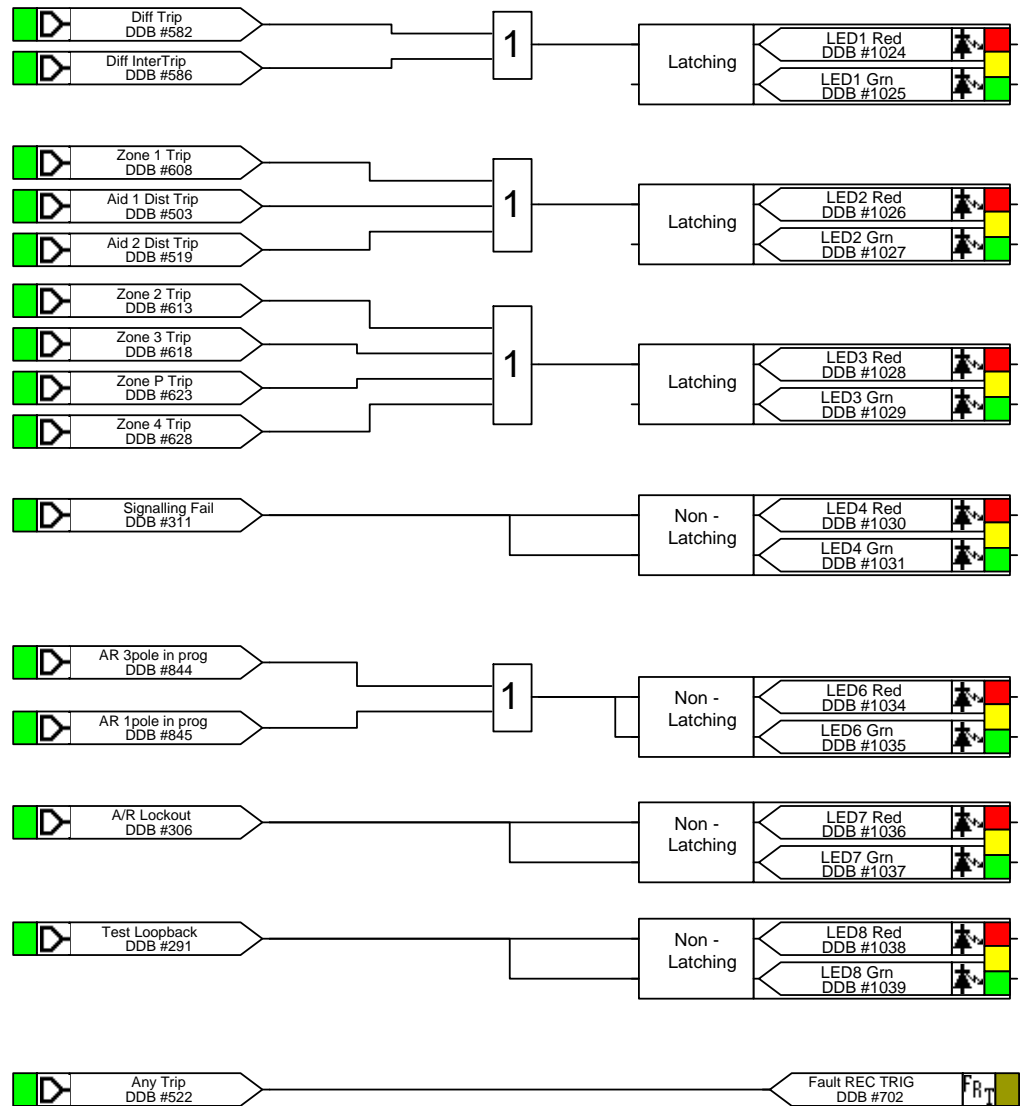 Diff Trip
DDB #582
Diff InterTrip
DDB #586
1
Latching
LED1 Red
DDB #1024
LED1 Grn
DDB #1025
Zone 1 Trip
DDB #608
Aid 1 Dist Trip
DDB #503
Aid 2 Dist Trip
DDB #519
1
Latching
LED2 Red
DDB #1026
LED2 Grn
DDB #1027
Zone 2 Trip
DDB #613
Zone 3 Trip
DDB #618
Zone P Trip
DDB #623
Zone 4 Trip
DDB #628
1
Latching
LED3 Red
DDB #1028
LED3 Grn
DDB #1029
Signalling Fail
DDB #311
Non -
Latching
LED4 Red
DDB #1030
LED4 Grn
DDB #1031
AR 3pole in prog
DDB #844
AR 1pole in prog
DDB #845
1
Non -
Latching
LED6 Red
DDB #1034
LED6 Grn
DDB #1035
A/R Lockout
DDB #306
Non -
Latching
LED7 Red
DDB #1036
LED7 Grn
DDB #1037
Test Loopback
DDB #291
Non -
Latching
LED8 Red
DDB #1038
LED8 Grn
DDB #1039
Any Trip
DDB #522
Fault REC TRIG
DDB #702
FRT